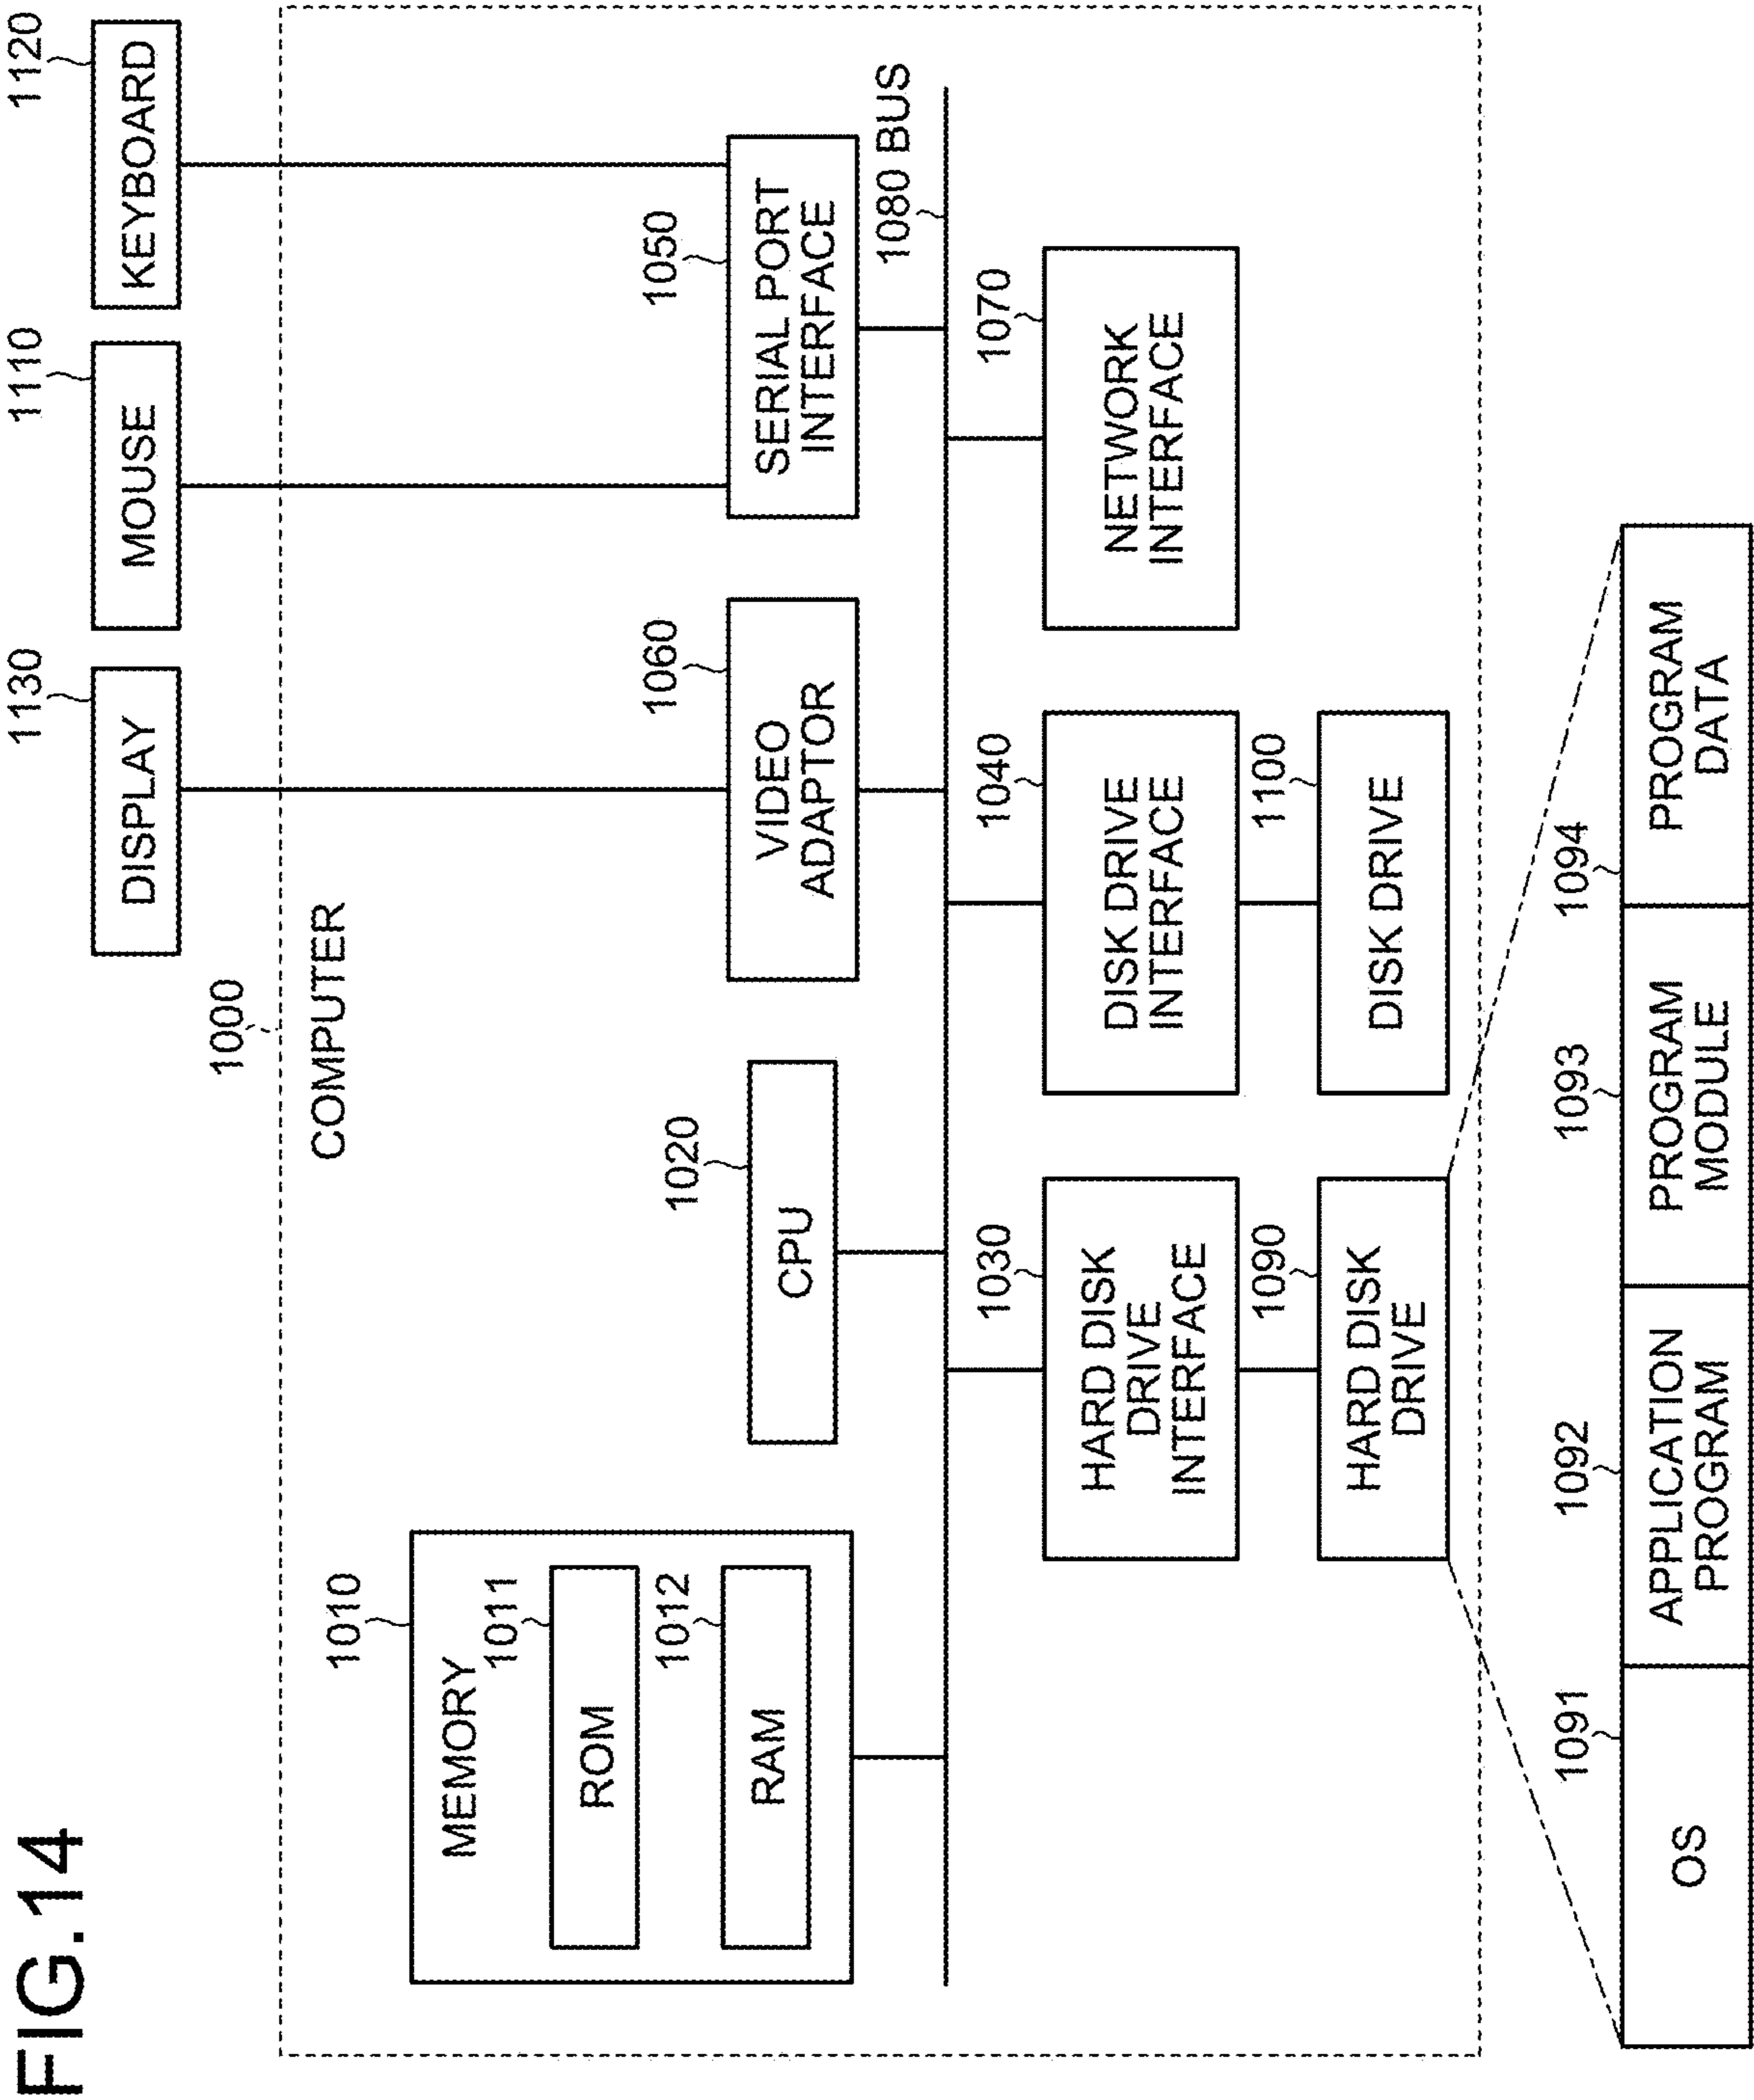 FIG.14
1130
DISPLAY
1110
MOUSE
1120
KEYBOARD
1000
COMPUTER
1010
MEMORY
1011
ROM
1012
RAM
1020
CPU
1060
VIDEO
ADAPTOR
1050
SERIAL PORT
INTERFACE
1080 BUS
1030
HARD DISK
DRIVE
INTERFACE
1040
DISK DRIVE
INTERFACE
1070
NETWORK
INTERFACE
1090
HARD DISK
DRIVE
1100
DISK DRIVE
1091
OS
1092
APPLICATION
PROGRAM
1093
PROGRAM
MODULE
1094
PROGRAM
DATA